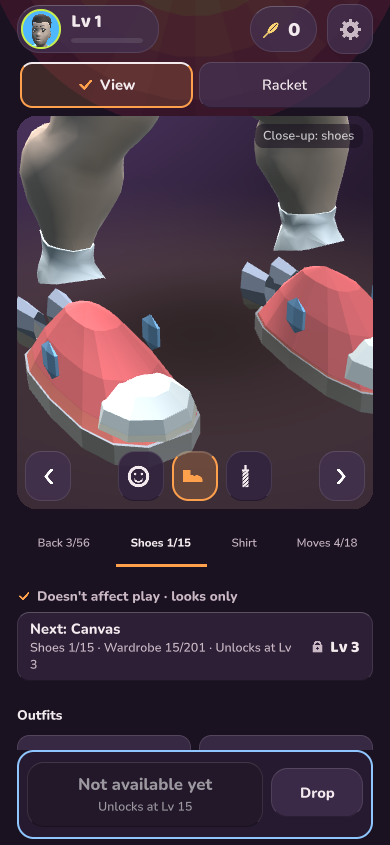 Lv 1
0
View
Racket
Close-up: shoes
Back 3/56
Shoes 1/15
Shirt
Moves 4/18
Doesn't affect play · looks only
Next: Canvas
Shoes 1/15 · Wardrobe 15/201 · Unlocks at Lv
3
Lv 3
Outfits
Not available yet
Unlocks at Lv 15
Drop